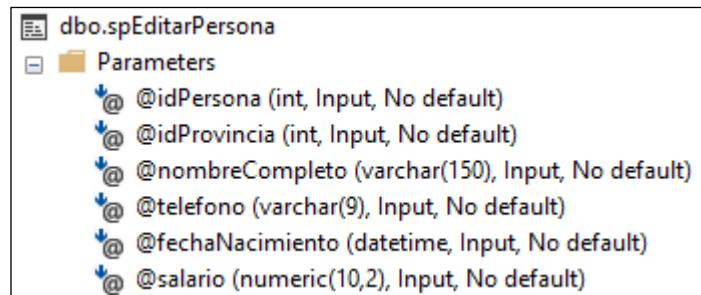 dbo.spEditarPersona
Parameters
@idPersona (int, Input, No default)
@idProvincia (int, Input, No default)
@nombreCompleto (varchar(150), Input, No default)
@telefono (varchar(9), Input, No default)
@fechaNacimiento (datetime, Input, No default)
@salario (numeric(10,2), Input, No default)